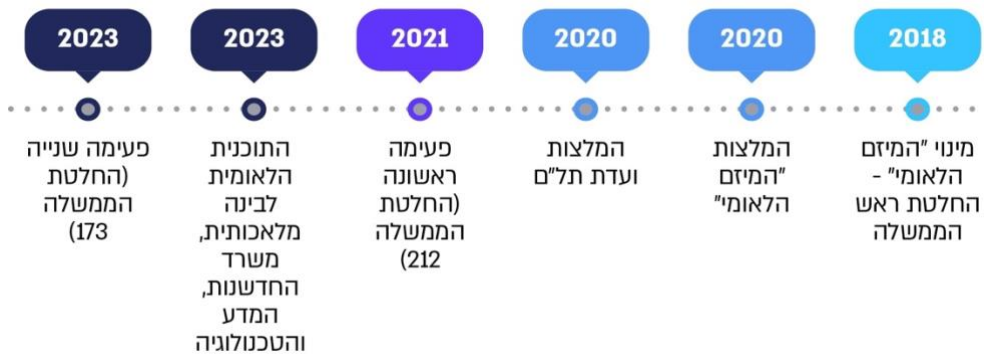 2018
מינוי "המיזם
הלאומי" -
החלטת ראש
הממשלה
2020
המלצות
"המיזם
הלאומי"
2020
המלצות
ועדת תל"ם
2021
פעימה
ראשונה
(החלטת
הממשלה
212)
2023
התוכנית
הלאומית
לבינה
מלאכותית,
משרד
החדשנות,
המדע
והטכנולוגיה
2023
פעימה שנייה
(החלטת
הממשלה
173)